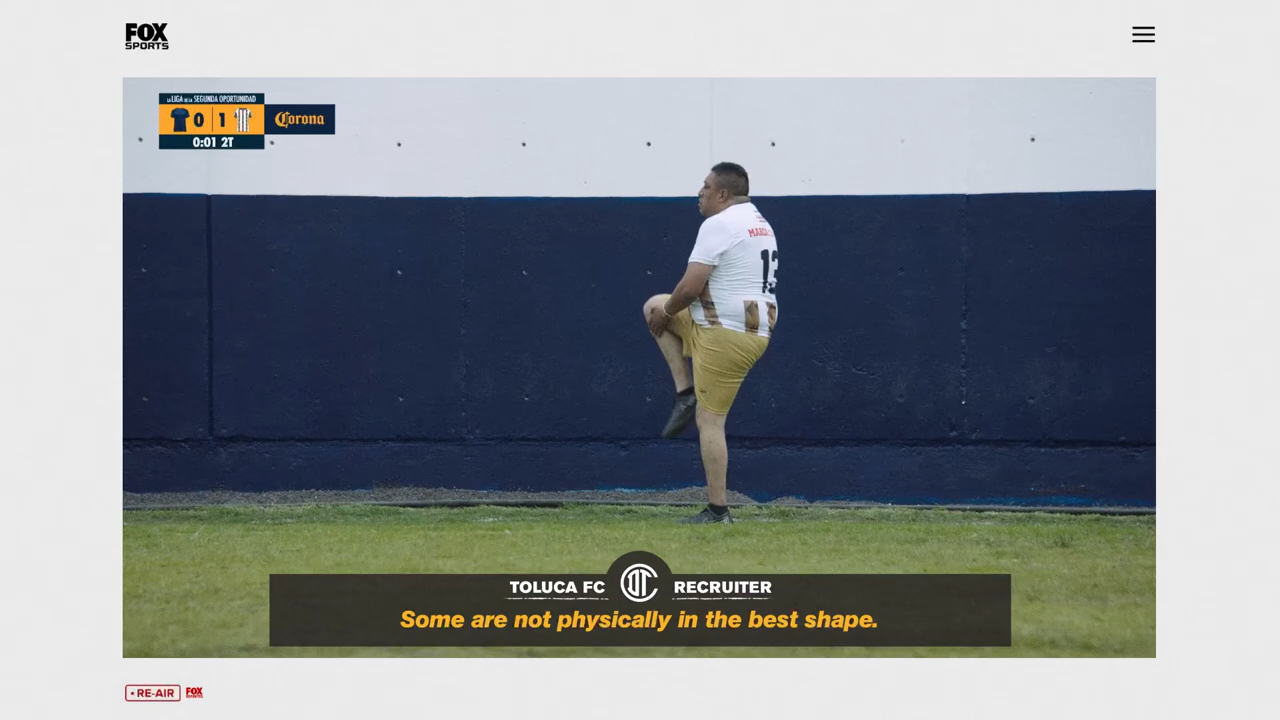 FOX
SPORTS
LA LIGA DE LA SEGUNDA OPORTUNIDAD
0 1 Corona
0:01 2T
13
TOLUCA FC RECRUITER
Some are not physically in the best shape.
RE-AIR FOX
SPORTS